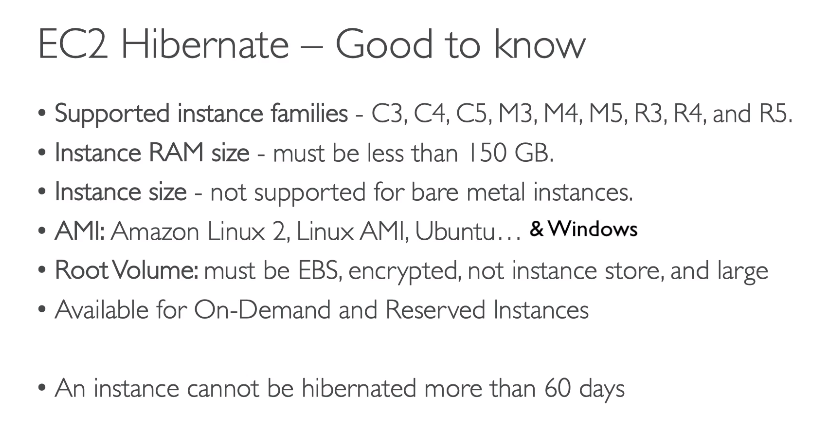 EC2 Hibernate – Good to know
• Supported instance families - C3, C4, C5, M3, M4, M5, R3, R4, and R5.
• Instance RAM size - must be less than 150 GB.
• Instance size - not supported for bare metal instances.
• AMI: Amazon Linux 2, Linux AMI, Ubuntu… & Windows
• Root Volume: must be EBS, encrypted, not instance store, and large
• Available for On-Demand and Reserved Instances
• An instance cannot be hibernated more than 60 days